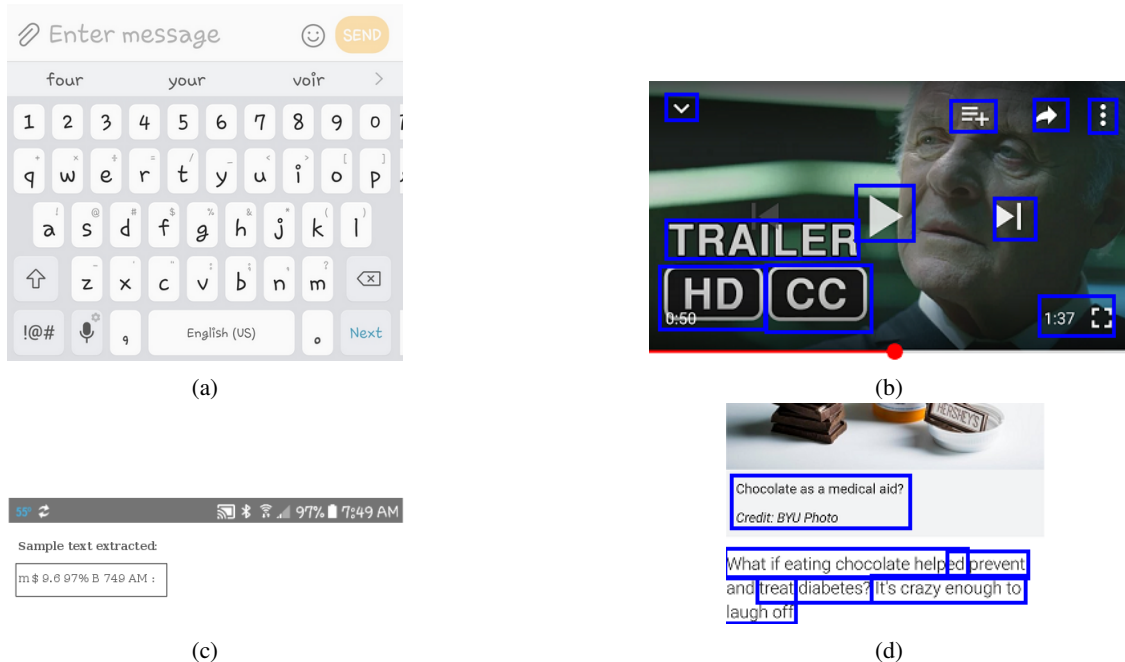 Enter message SEND
four your voir >
1 2 3 4 5 6 7 8 9 0
q w e r t y u i o p
a s d f g h j k l
z x c v b n m
!@# , English (US) . Next
(a)
TRAILER
HD CC
0:50 1:37
(b)
55° 97% 7:49 AM
Sample text extracted:
m $ 9.6 97% B 749 AM :
(c)
HERSHEY'S
Chocolate as a medical aid?
Credit: BYU Photo
What if eating chocolate helped prevent
and treat diabetes? It's crazy enough to
laugh off
(d)